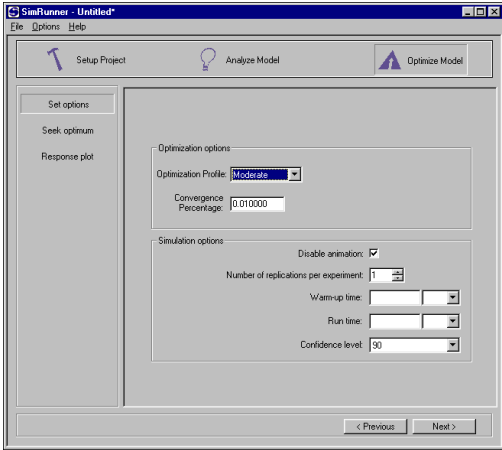 SimRunner - Untitled*
File Options Help
Setup Project
Analyze Model
Optimize Model
Set options
Seek optimum
Response plot
Optimization options
Optimization Profile: Moderate
Convergence
Percentage: 0.010000
Simulation options
Disable animation:
Number of replications per experiment: 1
Warm-up time:
Run time:
Confidence level: 90
< Previous
Next >